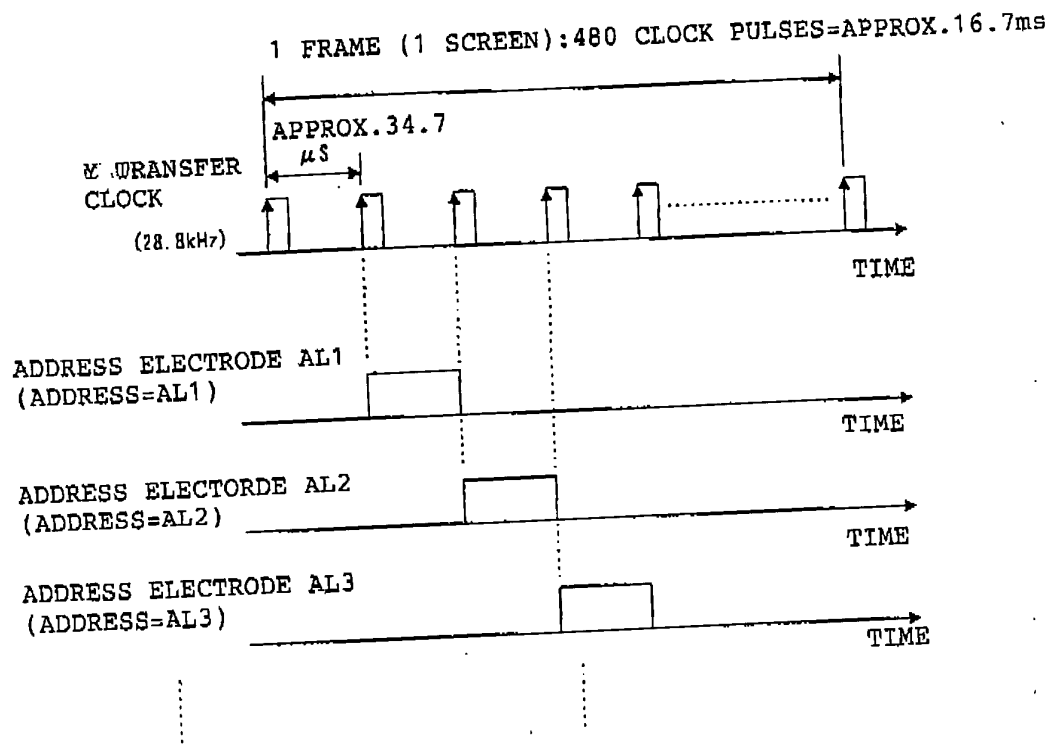 1 FRAME (1 SCREEN):480 CLOCK PULSES=APPROX.16.7ms
APPROX.34.7
μS
TRANSFER
CLOCK
(28.8kHz)
TIME
ADDRESS ELECTRODE AL1
(ADDRESS=AL1)
TIME
ADDRESS ELECTORDE AL2
(ADDRESS=AL2)
TIME
ADDRESS ELECTRODE AL3
(ADDRESS=AL3)
TIME